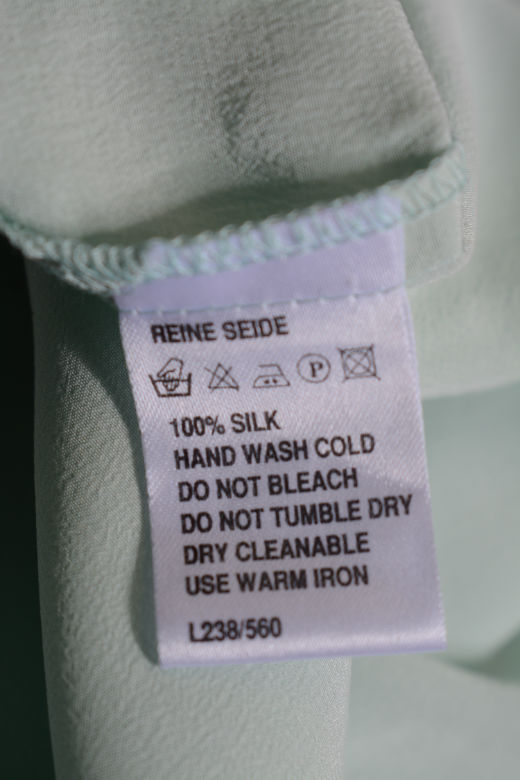 REINE SEIDE
P
100% SILK
HAND WASH COLD
DO NOT BLEACH
DO NOT TUMBLE DRY
DRY CLEANABLE
USE WARM IRON
L238/560